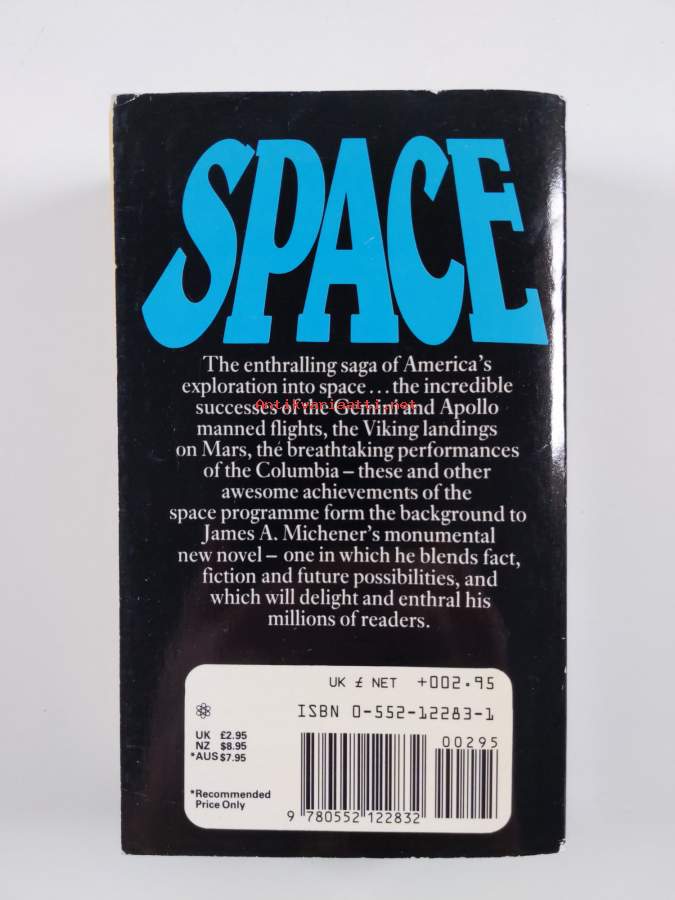 SPACE
The enthralling saga of America's
exploration into space...the incredible
successes of the Gemini and Apollo
Antikvariaatti.net
manned flights, the Viking landings
on Mars, the breathtaking performances
of the Columbia – these and other
awesome achievements of the
space programme form the background to
James A. Michener's monumental
new novel – one in which he blends fact,
fiction and future possibilities, and
which will delight and enthral his
millions of readers.
UK £ NET +002.95
ISBN 0-552-12283-1
UK £2.95
NZ $8.95
*AUS $7.95
00295
*Recommended
Price Only
9 780552 122832